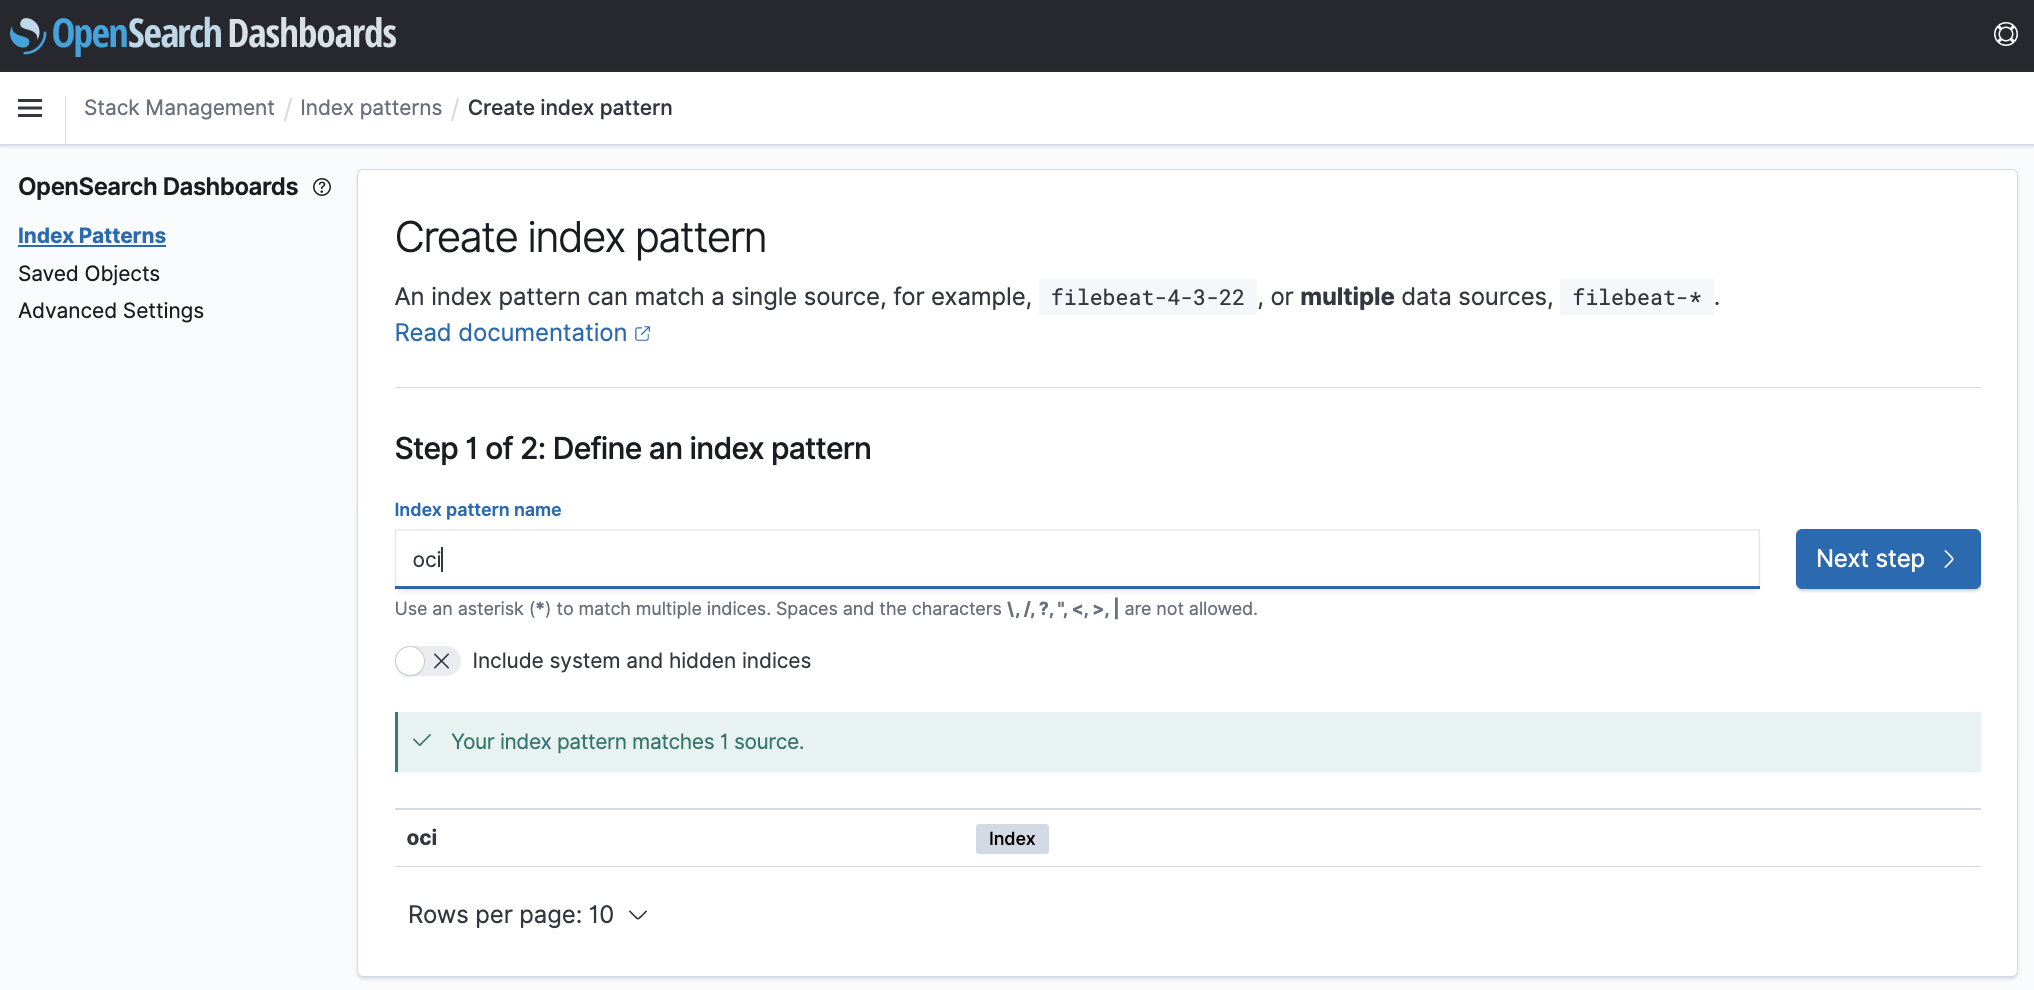 OpenSearch Dashboards
Stack Management / Index patterns / Create index pattern
OpenSearch Dashboards
Index Patterns
Saved Objects
Advanced Settings
Create index pattern
An index pattern can match a single source, for example, filebeat-4-3-22 , or multiple data sources, filebeat-* .
Read documentation
Step 1 of 2: Define an index pattern
Index pattern name
oci
Next step
Use an asterisk (*) to match multiple indices. Spaces and the characters \, /, ?, ", <, >, | are not allowed.
Include system and hidden indices
Your index pattern matches 1 source.
oci Index
Rows per page: 10